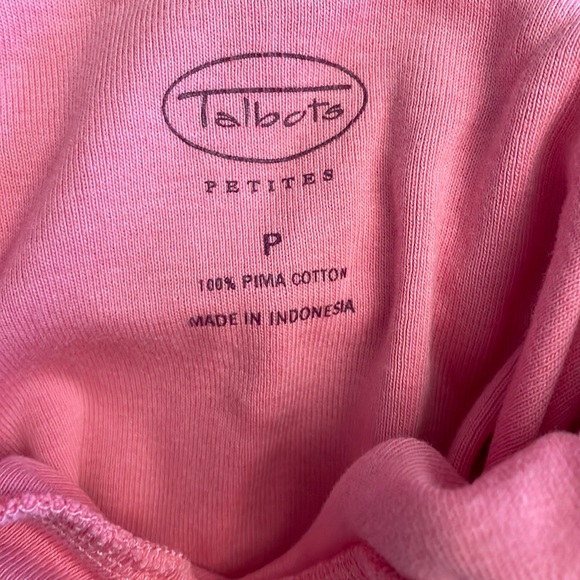 Talbots
PETITES
P
100% PIMA COTTON
MADE IN INDONESIA